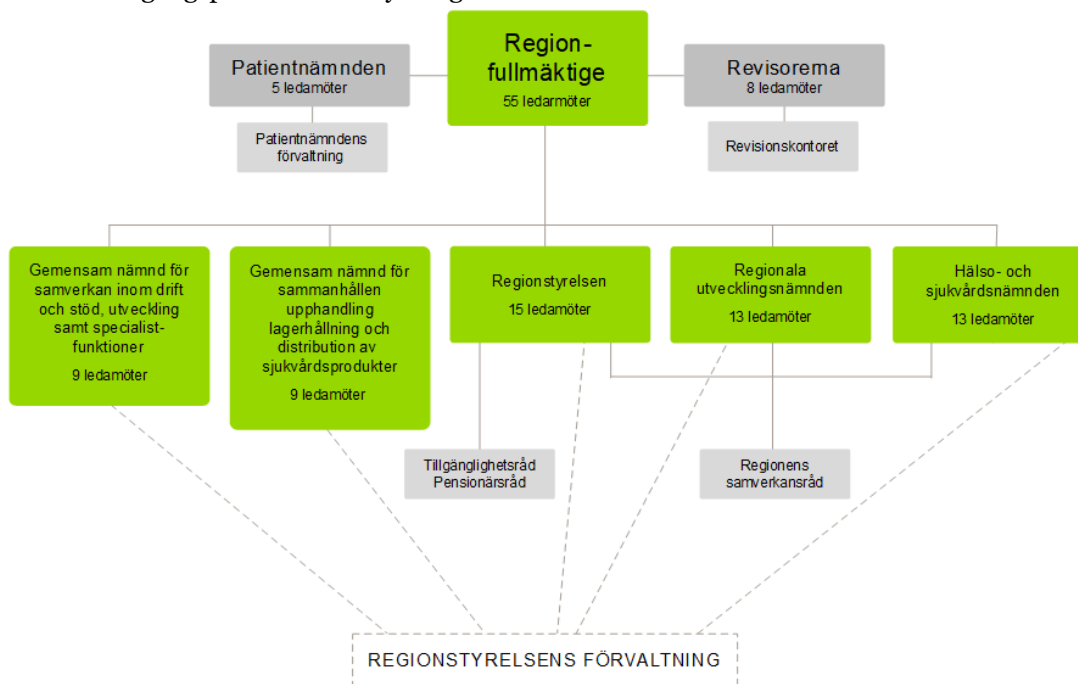 Region-
fullmäktige
55 ledarmöter
Patientnämnden
5 ledamöter
Revisorerna
8 ledamöter
Patientnämndens
förvaltning
Revisionskontoret
Gemensam nämnd för
samverkan inom drift
och stöd, utveckling
samt specialist-
funktioner
9 ledamöter
Gemensam nämnd för
sammanhållen
upphandling
lagerhållning och
distribution av
sjukvårdsprodukter
9 ledamöter
Regionstyrelsen
15 ledamöter
Regionala
utvecklingsnämnden
13 ledamöter
Hälso- och
sjukvårdsnämnden
13 ledamöter
Tillgänglighetsråd
Pensionärsråd
Regionens
samverkansråd
REGIONSTYRELSENS FÖRVALTNING